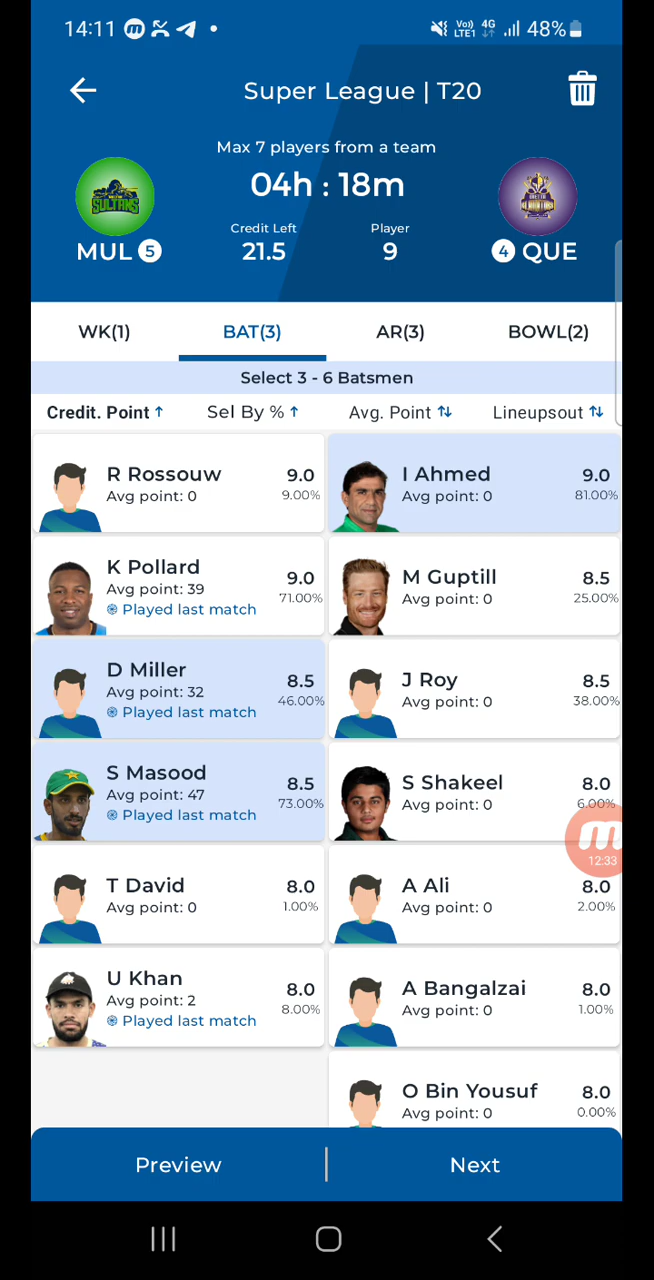 14:11 48%
Vo)) 4G
LTE1
Super League | T20
Max 7 players from a team
04h : 18m
SULTANS
Credit Left Player
MUL 5 21.5 9 4 QUE
WK(1) BAT(3) AR(3) BOWL(2)
Select 3 - 6 Batsmen
Credit. Point ↑ Sel By % ↑ Avg. Point ↑↓ Lineupsout ↑↓
R Rossouw 9.0
Avg point: 0 9.00%
I Ahmed 9.0
Avg point: 0 81.00%
K Pollard 9.0
Avg point: 39 71.00%
Played last match
M Guptill 8.5
Avg point: 0 25.00%
D Miller 8.5
Avg point: 32 46.00%
Played last match
J Roy 8.5
Avg point: 0 38.00%
S Masood 8.5
Avg point: 47 73.00%
Played last match
S Shakeel 8.0
Avg point: 0 6.00%
12:33
T David 8.0
Avg point: 0 1.00%
A Ali 8.0
Avg point: 0 2.00%
U Khan 8.0
Avg point: 2 8.00%
Played last match
A Bangalzai 8.0
Avg point: 0 1.00%
O Bin Yousuf 8.0
Avg point: 0 0.00%
Preview | Next